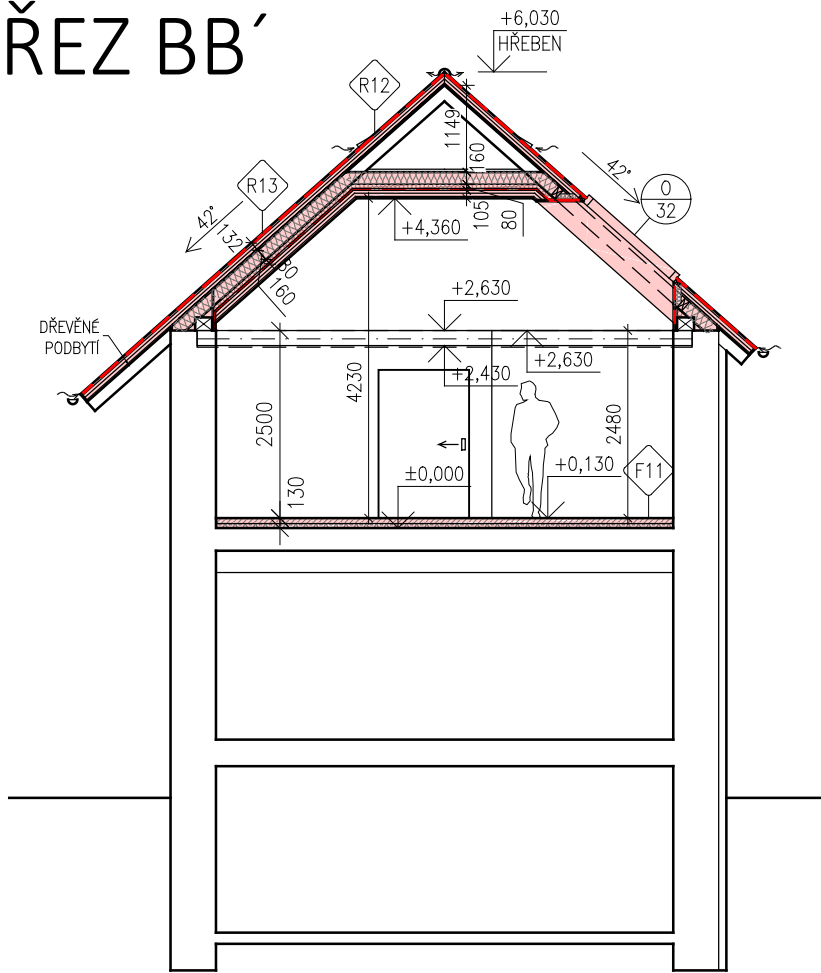 ŘEZ BB´
+6,030
HŘEBEN
R12
1149
160
42°
R13
O
32
42°
132
105
80
+4,360
80
160
+2,630
DŘEVĚNÉ
PODBYTÍ
+2,630
+2,430
4230
2500
2480
±0,000
+0,130
F11
130